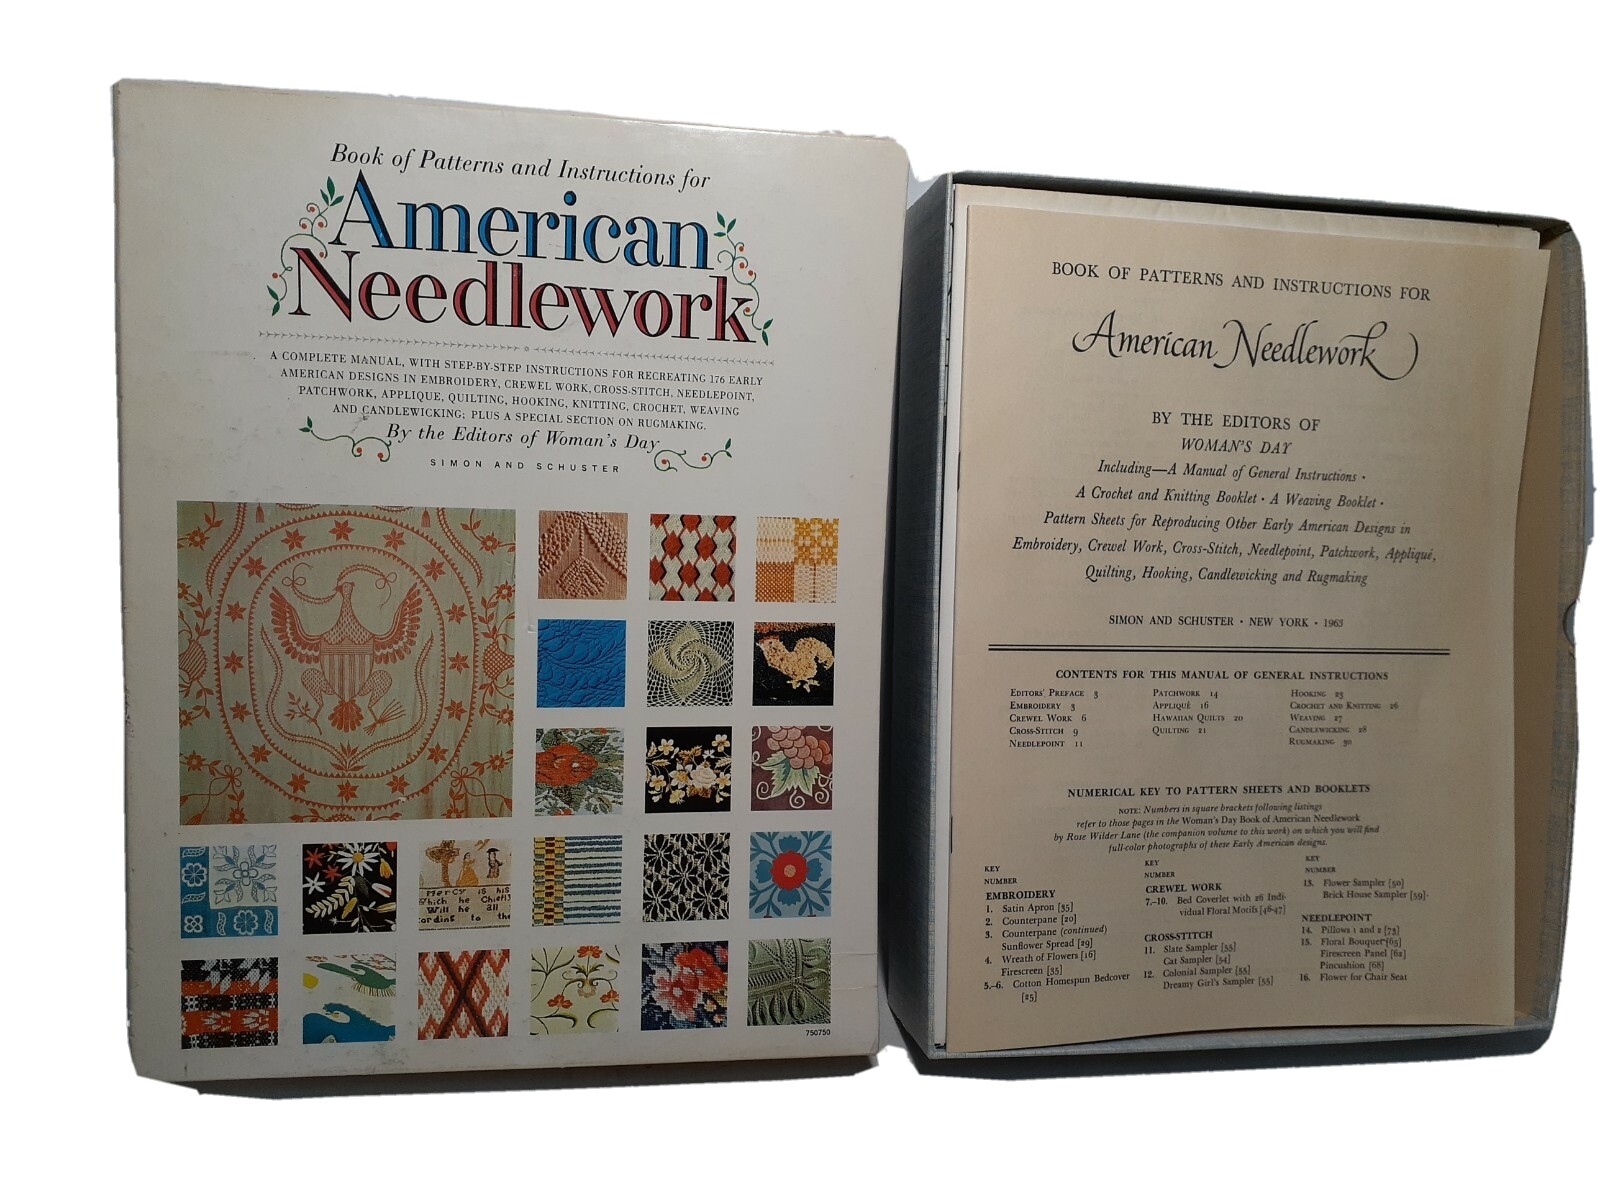 Book of Patterns and Instructions for
American
Needlework
A COMPLETE MANUAL, WITH STEP-BY-STEP INSTRUCTIONS FOR RECREATING 176 EARLY
AMERICAN DESIGNS IN EMBROIDERY, CREWEL WORK, CROSS-STITCH, NEEDLEPOINT,
PATCHWORK, APPLIQUE, QUILTING, HOOKING, KNITTING, CROCHET, WEAVING
AND CANDLEWICKING; PLUS A SPECIAL SECTION ON RUGMAKING.
By the Editors of Woman's Day
SIMON AND SCHUSTER
Mercy is his
Which he Chiefl
Will he all
cordins to the
750750
BOOK OF PATTERNS AND INSTRUCTIONS FOR
American Needlework
BY THE EDITORS OF
WOMAN'S DAY
Including—A Manual of General Instructions •
A Crochet and Knitting Booklet • A Weaving Booklet •
Pattern Sheets for Reproducing Other Early American Designs in
Embroidery, Crewel Work, Cross-Stitch, Needlepoint, Patchwork, Appliqué,
Quilting, Hooking, Candlewicking and Rugmaking
SIMON AND SCHUSTER • NEW YORK • 1963
CONTENTS FOR THIS MANUAL OF GENERAL INSTRUCTIONS
EDITORS' PREFACE 3
EMBROIDERY 3
CREWEL WORK 6
CROSS-STITCH 9
NEEDLEPOINT 11
PATCHWORK 14
APPLIQUÉ 16
HAWAIIAN QUILTS 20
QUILTING 21
HOOKING 23
CROCHET AND KNITTING 26
WEAVING 27
CANDLEWICKING 28
RUGMAKING 30
NUMERICAL KEY TO PATTERN SHEETS AND BOOKLETS
NOTE: Numbers in square brackets following listings
refer to those pages in the Woman's Day Book of American Needlework
by Rose Wilder Lane (the companion volume to this work) on which you will find
full-color photographs of these Early American designs.
KEY
NUMBER
EMBROIDERY
1. Satin Apron [35]
2. Counterpane [20]
3. Counterpane (continued)
Sunflower Spread [29]
4. Wreath of Flowers [16]
Firescreen [35]
5.-6. Cotton Homespun Bedcover
[25]
KEY
NUMBER
CREWEL WORK
7.-10. Bed Coverlet with 26 Indi-
vidual Floral Motifs [46-47]
CROSS-STITCH
11. Slate Sampler [53]
Cat Sampler [54]
12. Colonial Sampler [53]
Dreamy Girl's Sampler [55]
KEY
NUMBER
13. Flower Sampler [50]
Brick House Sampler [59]
NEEDLEPOINT
14. Pillows 1 and 2 [73]
15. Floral Bouquet [65]
Firescreen Panel [62]
Pincushion [68]
16. Flower for Chair Seat